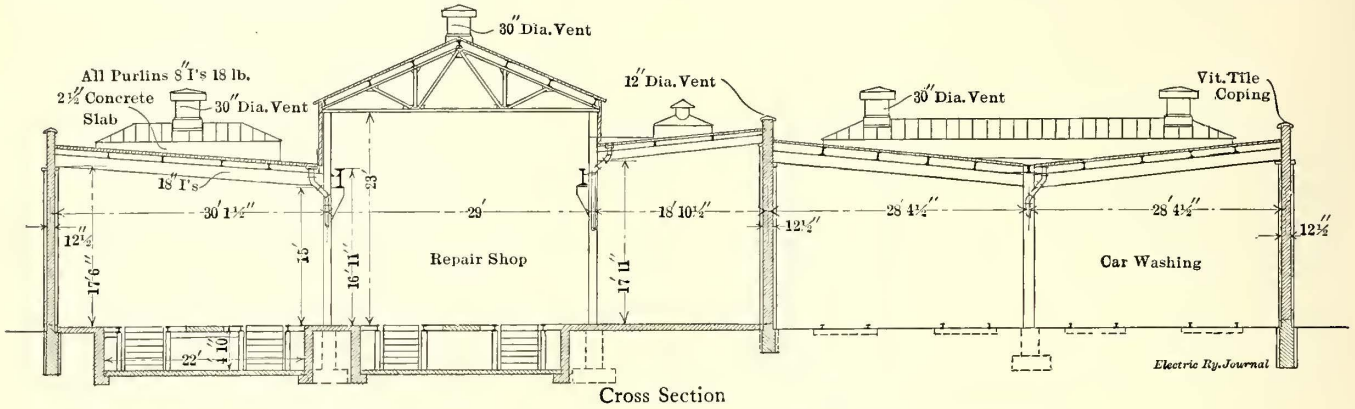 30" Dia. Vent
All Purlins 8" I's 18 lb.
2½" Concrete
Slab
30" Dia. Vent
12" Dia. Vent
30" Dia. Vent
Vit. Tile
Coping
18" I's
23'
30' 1½"
29'
18' 10½"
28' 4½"
28' 4½"
12½"
12½"
12½"
17' 6"
15'
16' 11"
17' 11"
Repair Shop
Car Washing
22'
4' 10"
Electric Ry. Journal
Cross Section